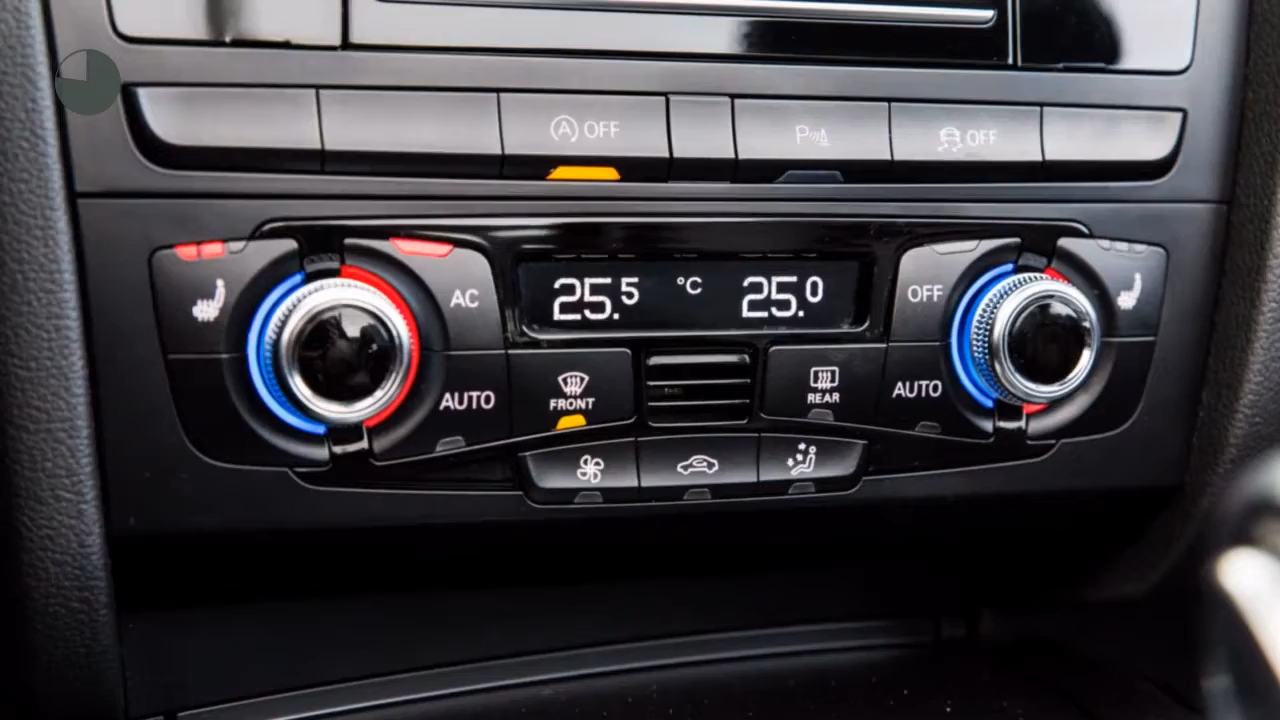 A OFF
P
OFF
AC
25.5 °C 25.0
OFF
AUTO
FRONT
REAR
AUTO